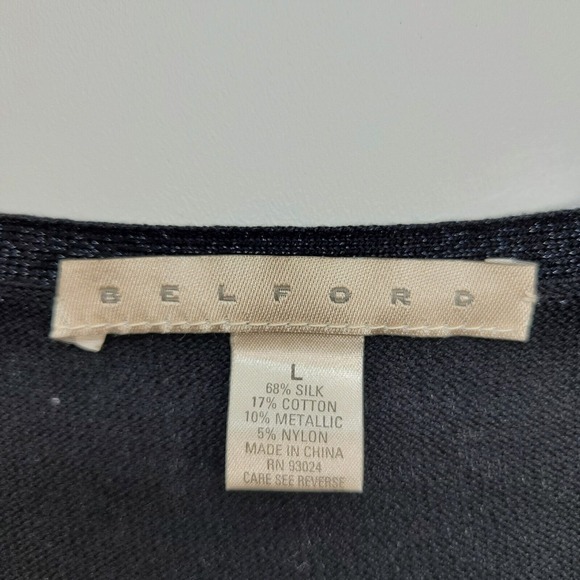 BELFORD
L
68% SILK
17% COTTON
10% METALLIC
5% NYLON
MADE IN CHINA
RN 93024
CARE SEE REVERSE